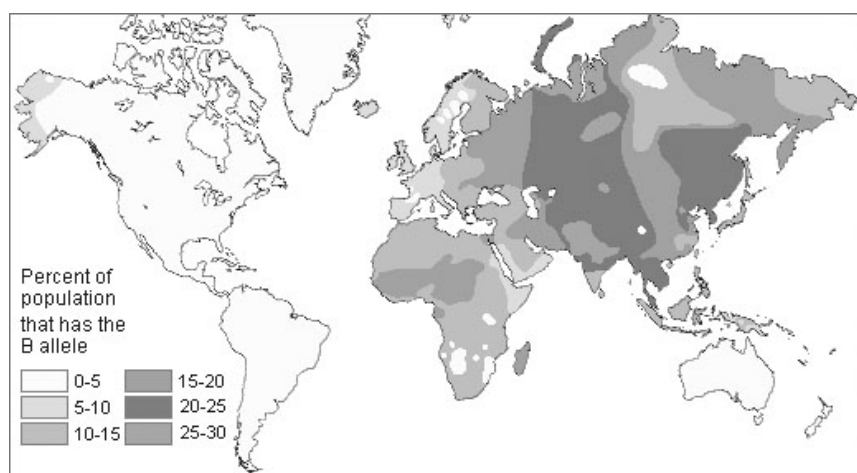 Percent of
population
that has the
B allele
0-5
5-10
10-15
15-20
20-25
25-30